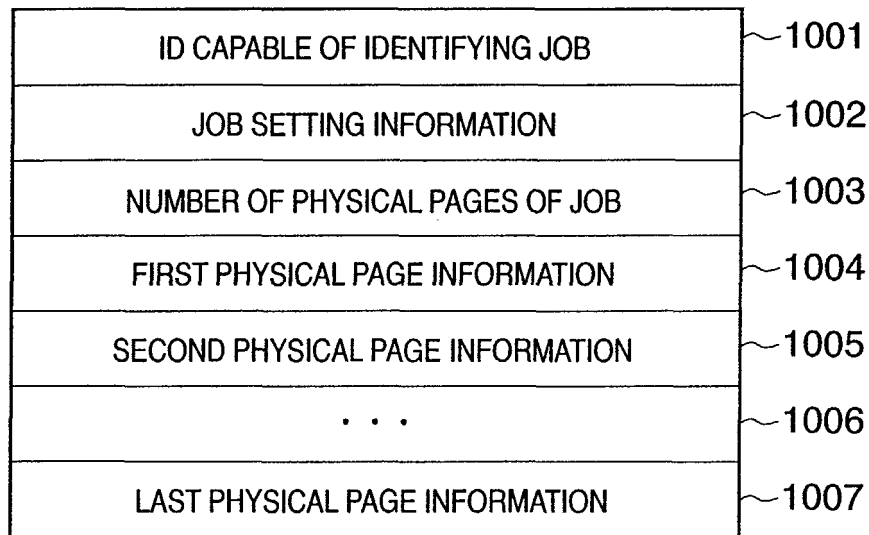 ID CAPABLE OF IDENTIFYING JOB 1001
JOB SETTING INFORMATION 1002
NUMBER OF PHYSICAL PAGES OF JOB 1003
FIRST PHYSICAL PAGE INFORMATION 1004
SECOND PHYSICAL PAGE INFORMATION 1005
. . . 1006
LAST PHYSICAL PAGE INFORMATION 1007